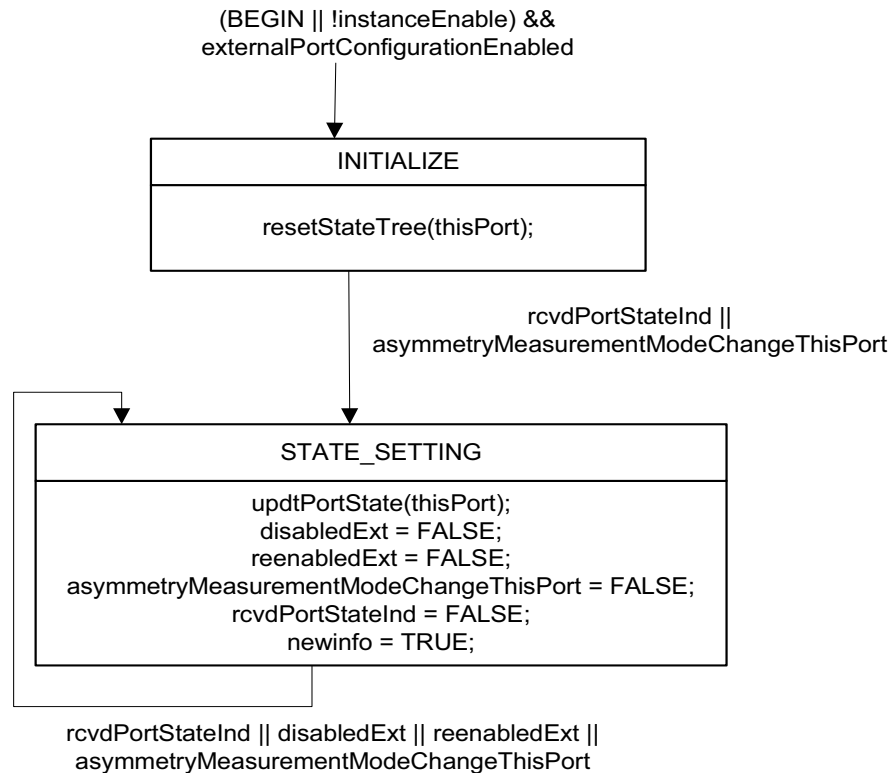 (BEGIN || !instanceEnable) &&
externalPortConfigurationEnabled
INITIALIZE
resetStateTree(thisPort);
rcvdPortStateInd ||
asymmetryMeasurementModeChangeThisPort
STATE_SETTING
updtPortState(thisPort);
disabledExt = FALSE;
reenabledExt = FALSE;
asymmetryMeasurementModeChangeThisPort = FALSE;
rcvdPortStateInd = FALSE;
newinfo = TRUE;
rcvdPortStateInd || disabledExt || reenabledExt ||
asymmetryMeasurementModeChangeThisPort